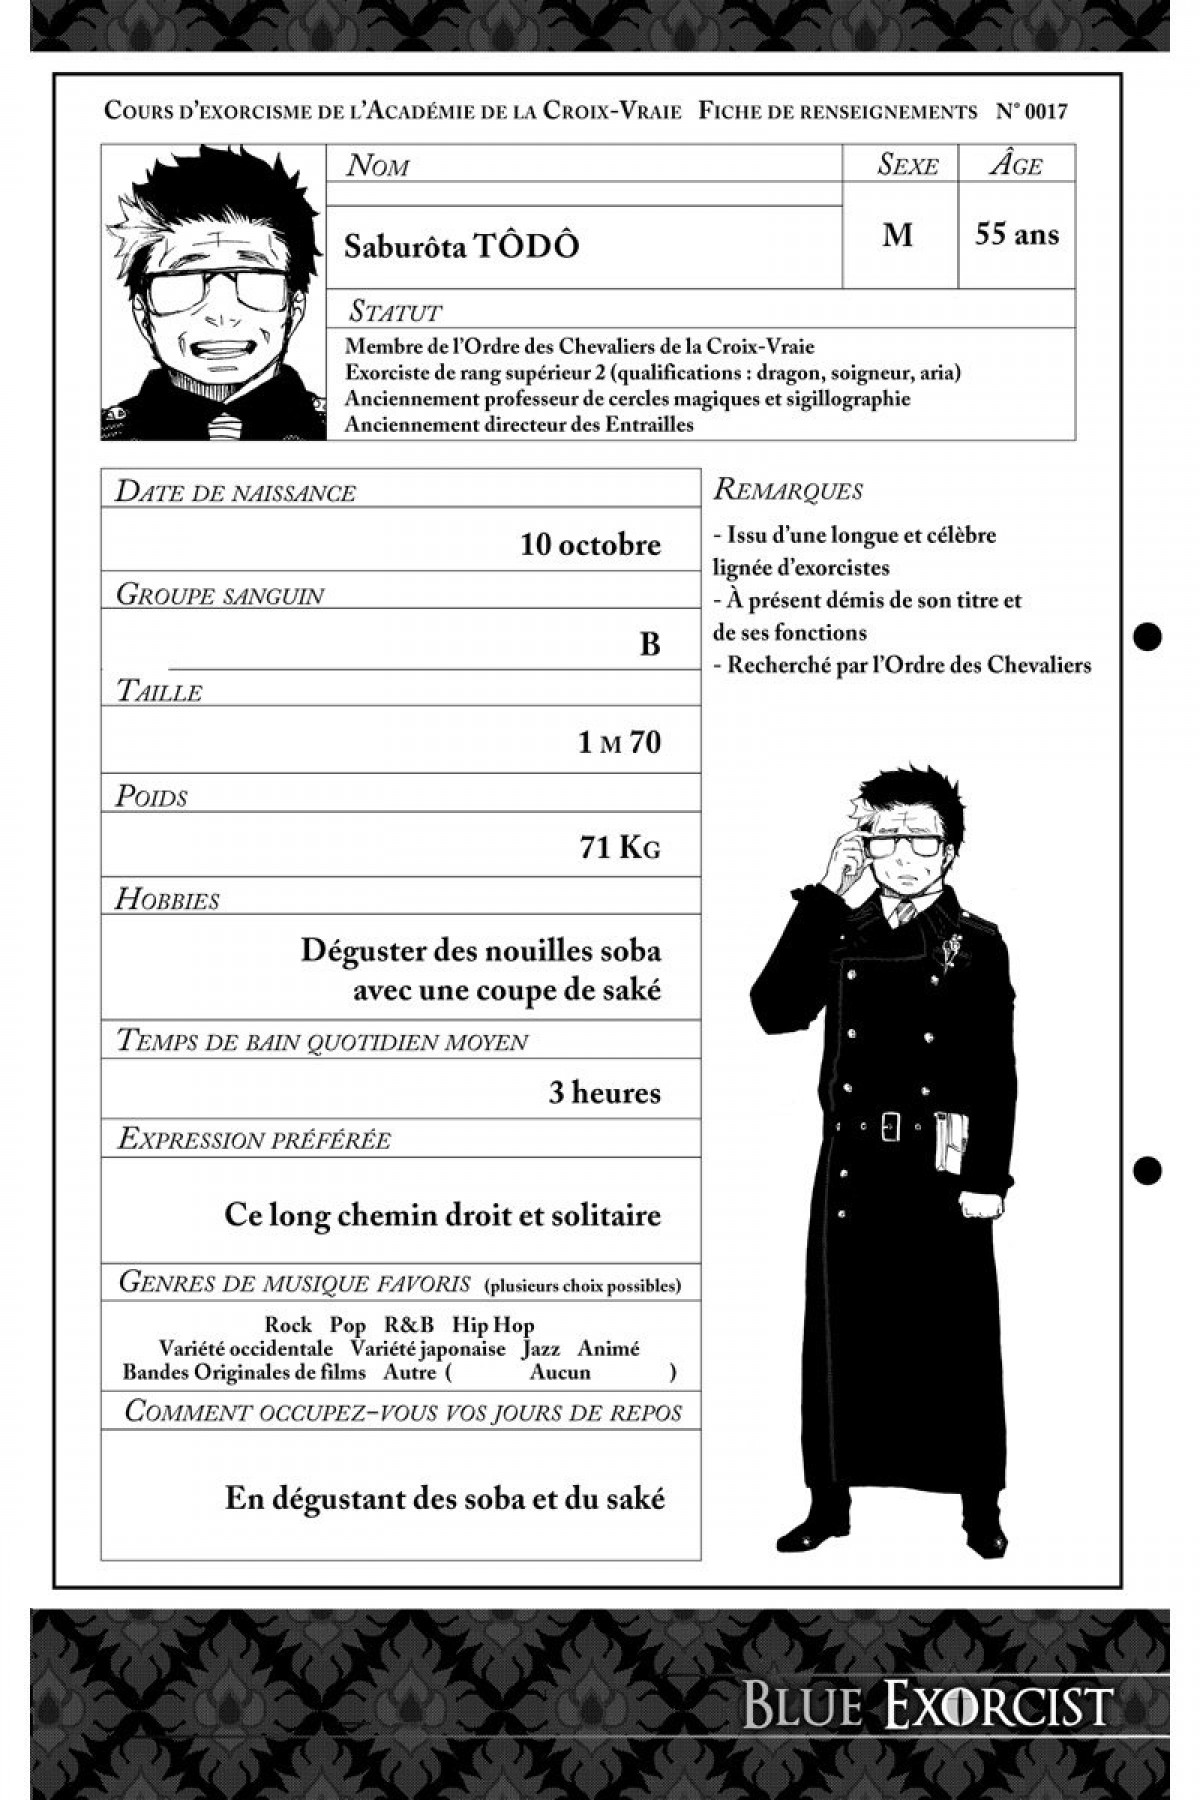 Cours d'exorcisme de l'Académie de la Croix-Vraie Fiche de renseignements N° 0017
Nom
Sexe
Âge
Saburôta TÔDÔ
M
55 ans
Statut
Membre de l'Ordre des Chevaliers de la Croix-Vraie
Exorciste de rang supérieur 2 (qualifications : dragon, soigneur, aria)
Anciennement professeur de cercles magiques et sigillographie
Anciennement directeur des Entrailles
Date de naissance
10 octobre
Groupe sanguin
B
Taille
1 m 70
Poids
71 Kg
Hobbies
Déguster des nouilles soba
avec une coupe de saké
Temps de bain quotidien moyen
3 heures
Expression préférée
Ce long chemin droit et solitaire
Genres de musique favoris (plusieurs choix possibles)
Rock Pop R&B Hip Hop
Variété occidentale Variété japonaise Jazz Animé
Bandes Originales de films Autre ( Aucun )
Comment occupez-vous vos jours de repos
En dégustant des soba et du saké
Remarques
- Issu d'une longue et célèbre
lignée d'exorcistes
- À présent démis de son titre et
de ses fonctions
- Recherché par l'Ordre des Chevaliers
Blue Exorcist